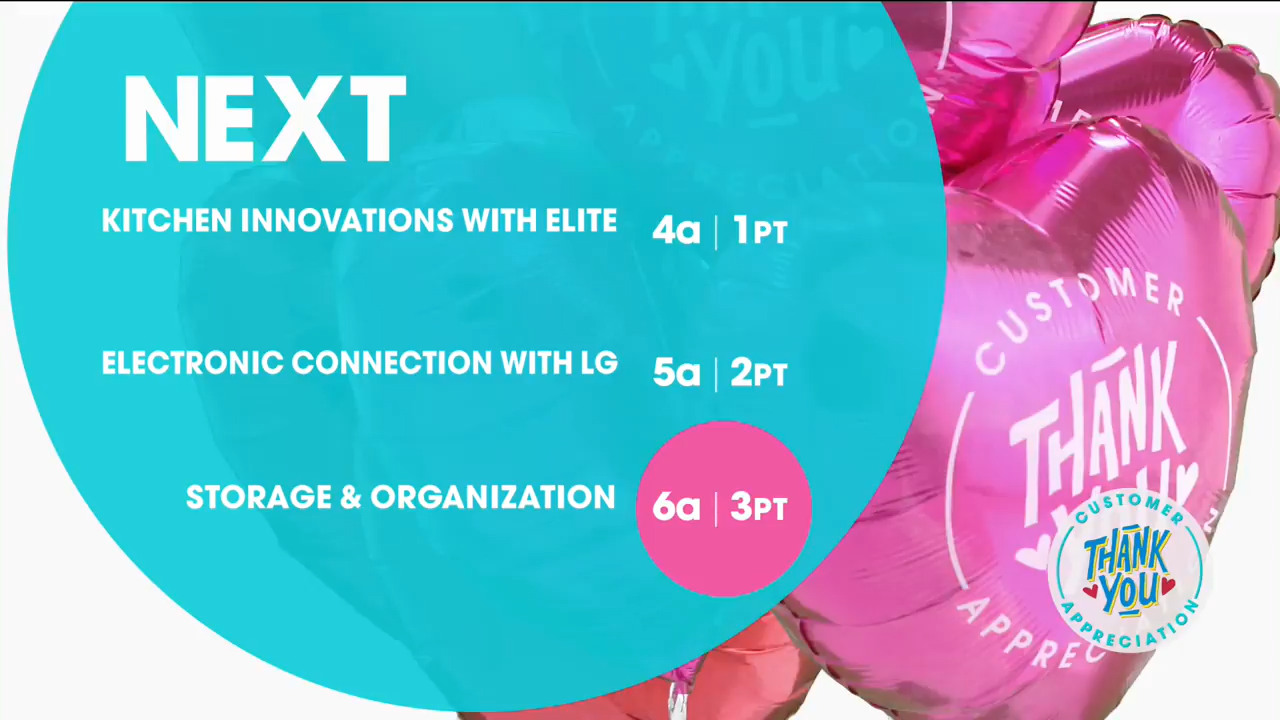 NEXT
KITCHEN INNOVATIONS WITH ELITE 4a | 1PT
ELECTRONIC CONNECTION WITH LG 5a | 2PT
STORAGE & ORGANIZATION 6a | 3PT
YOU
APPRECIATION
CUSTOMER
THANK
APPREC
CUSTOMER
THANK
YOU
APPRECIATION